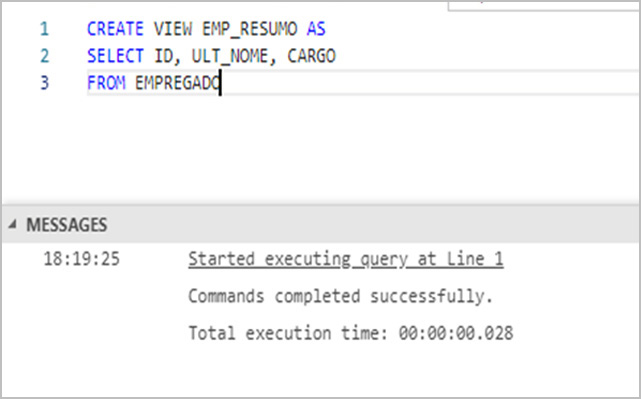 1 CREATE VIEW EMP_RESUMO AS
2 SELECT ID, ULT_NOME, CARGO
3 FROM EMPREGADO
MESSAGES
18:19:25 Started executing query at Line 1
Commands completed successfully.
Total execution time: 00:00:00.028